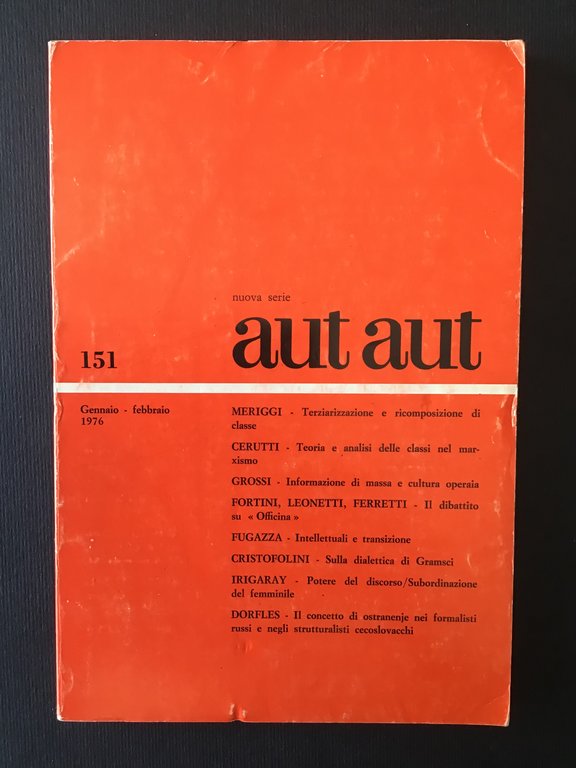 nuova serie
151
aut aut
Gennaio - febbraio
1976
MERIGGI - Terziarizzazione e ricomposizione di
classe
CERUTTI - Teoria e analisi delle classi nel mar-
xismo
GROSSI - Informazione di massa e cultura operaia
FORTINI, LEONETTI, FERRETTI - Il dibattito
su « Officina »
FUGAZZA - Intellettuali e transizione
CRISTOFOLINI - Sulla dialettica di Gramsci
IRIGARAY - Potere del discorso/Subordinazione
del femminile
DORFLES - Il concetto di ostranenje nei formalisti
russi e negli strutturalisti cecoslovacchi